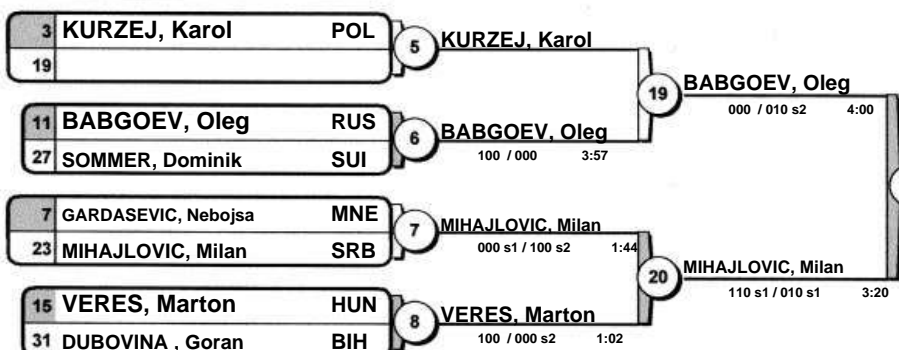 3 KURZEJ, Karol POL
19
5
KURZEJ, Karol
11 BABGOEV, Oleg RUS
27 SOMMER, Dominik SUI
6
BABGOEV, Oleg
100 / 000 3:57
19
BABGOEV, Oleg
000 / 010 s2 4:00
7 GARDASEVIC, Nebojsa MNE
23 MIHAJLOVIC, Milan SRB
7
MIHAJLOVIC, Milan
000 s1 / 100 s2 1:44
15 VERES, Marton HUN
31 DUBOVINA , Goran BIH
8
VERES, Marton
100 / 000 s2 1:02
20
MIHAJLOVIC, Milan
110 s1 / 010 s1 3:20